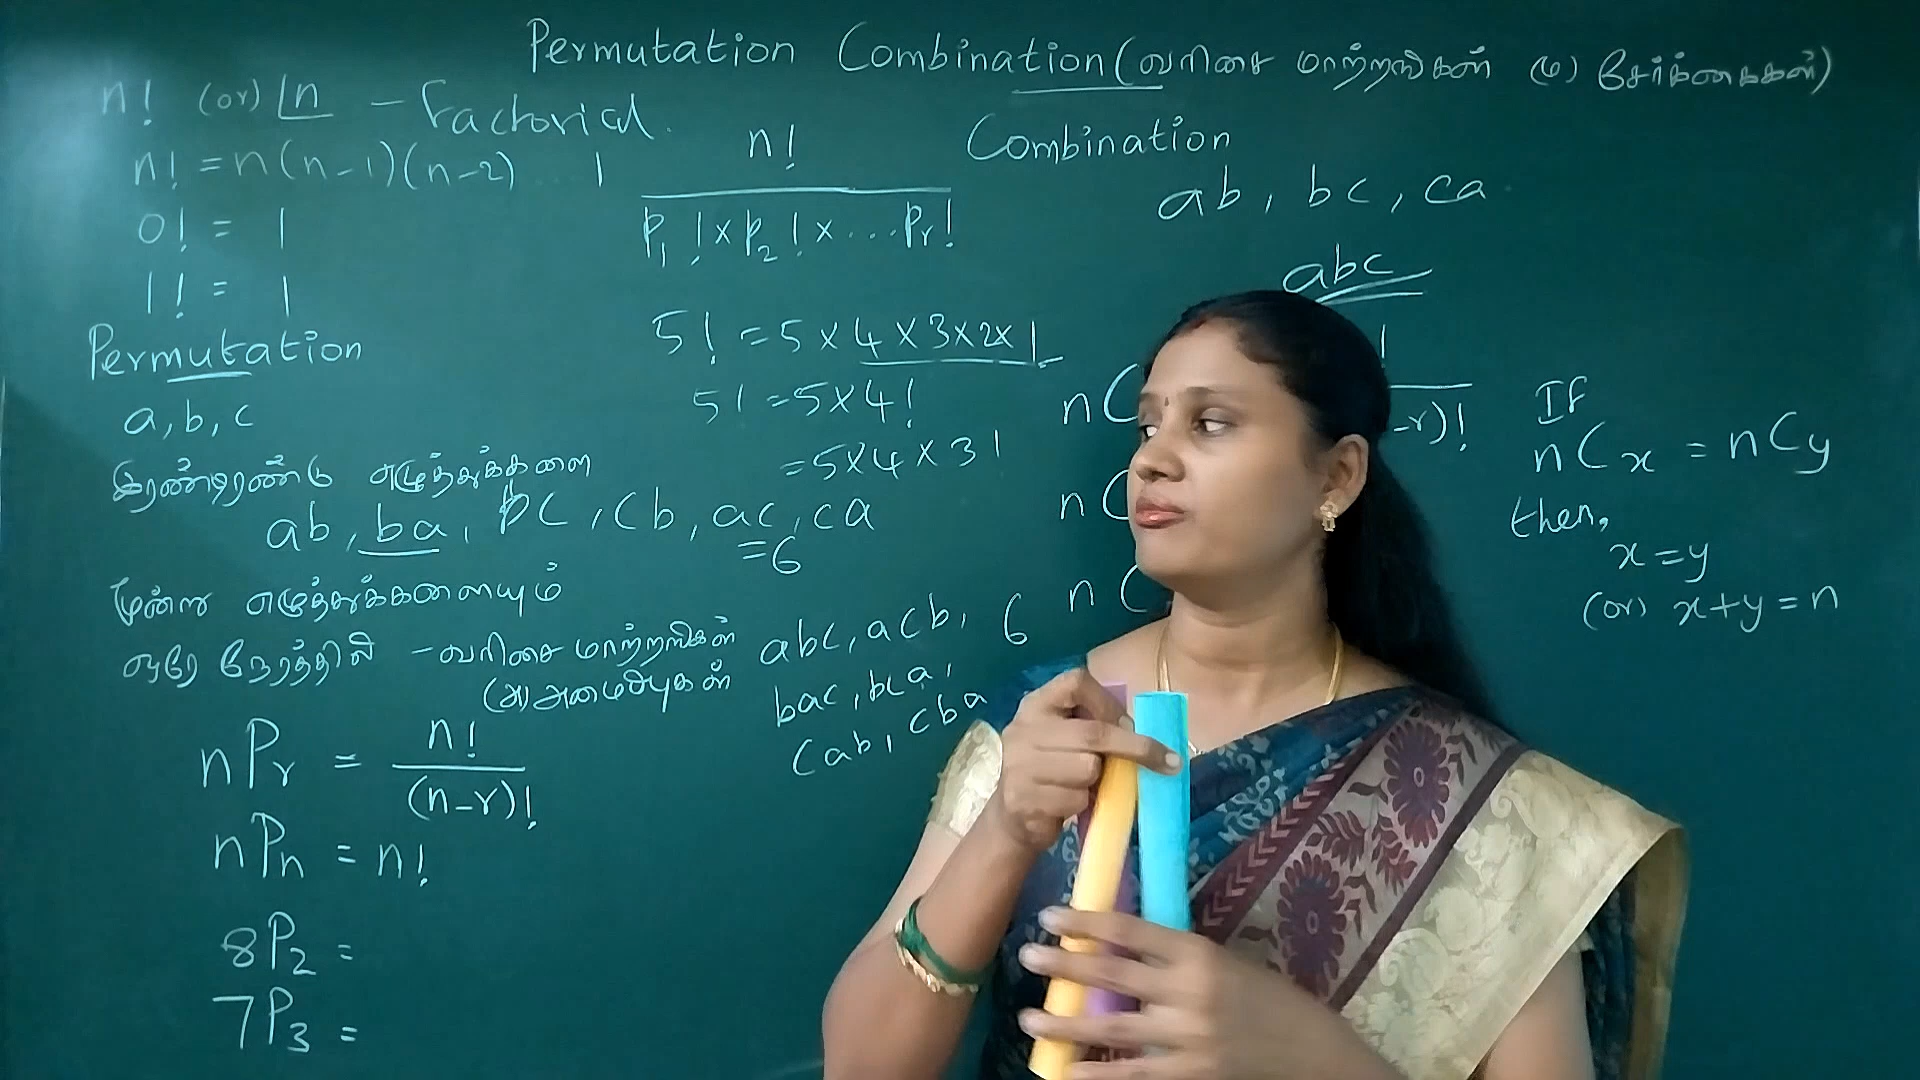 Permutation Combination (வரிசை மாற்றங்கள் (ம) சேர்க்கைகள்)
n! (or) ⌊n - Factorial.
n! = n(n-1)(n-2) ... 1
0! = 1
1! = 1
Permutation
a, b, c
இரண்டிரண்டு எழுத்துக்களை
ab, ba, bc, cb, ac, ca
=6
மூன்று எழுத்துக்களையும்
ஒரே நேரத்தில் - வரிசை மாற்றங்கள்
(அ) அமைப்புகள்
abc, acb, 6
bac, bca,
cab, cba
nPr = n!/(n-r)!
nPn = n!
8P2 =
7P3 =
n!
P1! x P2! x ... Pr!
5! = 5 x 4 x 3 x 2 x 1
5! = 5 x 4!
= 5 x 4 x 3!
Combination
ab, bc, ca
abc
nC
-r)!
nC
nC
If
nCx = nCy
then,
x = y
(or) x + y = n